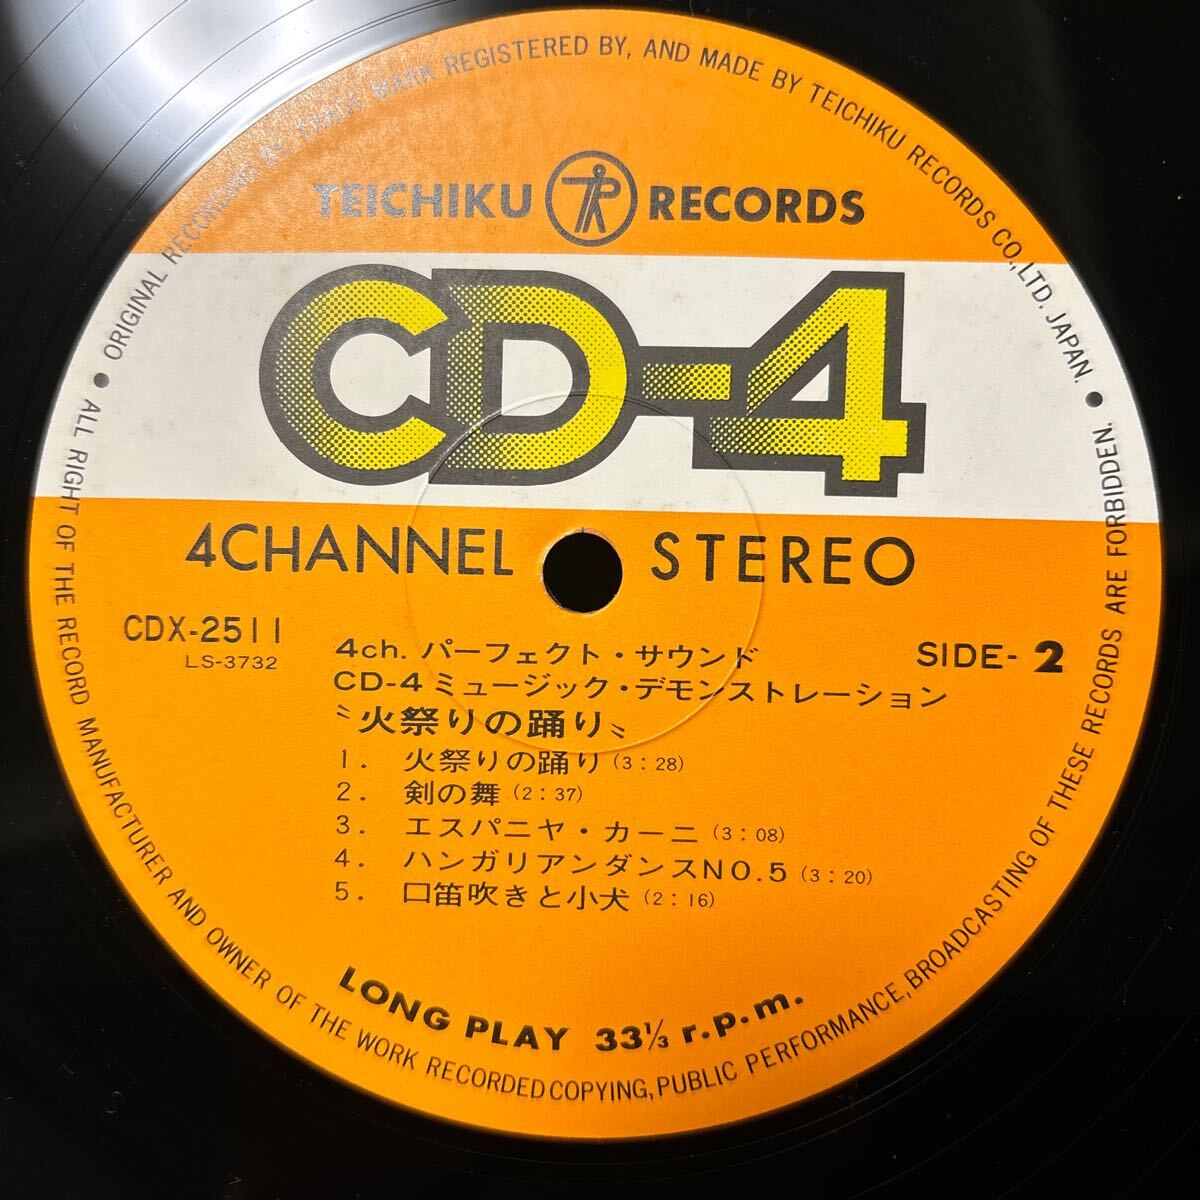 ORIGINAL RECORDING BY TRADE MARK REGISTERED BY, AND MADE BY TEICHIKU RECORDS CO., LTD. JAPAN.
TEICHIKU RECORDS
CD-4
4CHANNEL STEREO
CDX-2511
LS-3732
SIDE-2
4ch. パーフェクト・サウンド
CD-4 ミュージック・デモンストレーション
〝火祭りの踊り〟
1. 火祭りの踊り (3:28)
2. 剣の舞 (2:37)
3. エスパニヤ・カーニ (3:08)
4. ハンガリアンダンスNO.5 (3:20)
5. 口笛吹きと小犬 (2:16)
LONG PLAY 33⅓ r.p.m.
• ALL RIGHT OF THE RECORD MANUFACTURER AND OWNER OF THE WORK RECORDED COPYING, PUBLIC PERFORMANCE, BROADCASTING OF THESE RECORDS ARE FORBIDDEN. •